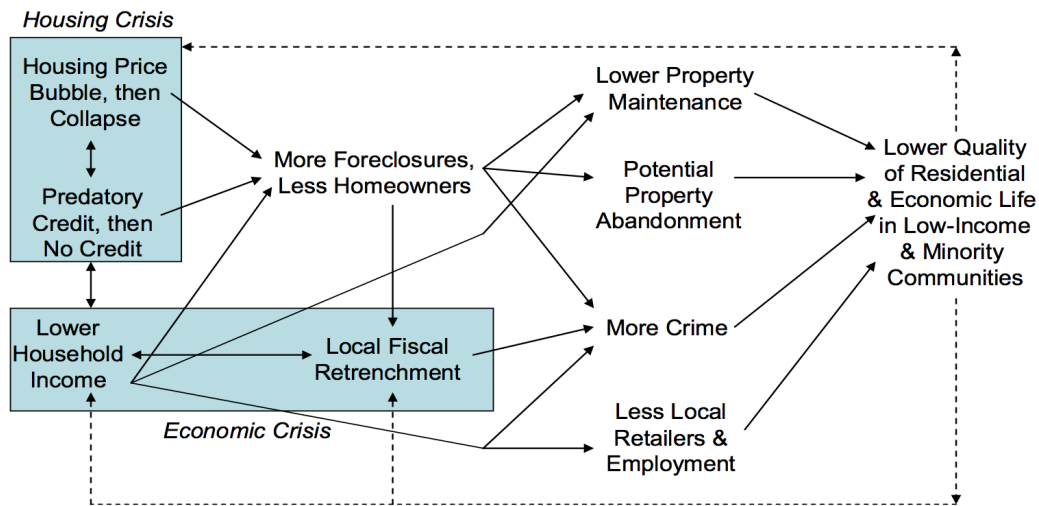 Housing Crisis
Housing Price
Bubble, then
Collapse
Predatory
Credit, then
No Credit
More Foreclosures,
Less Homeowners
Lower Property
Maintenance
Potential
Property
Abandonment
Lower Quality
of Residential
& Economic Life
in Low-Income
& Minority
Communities
Lower
Household
Income
Local Fiscal
Retrenchment
More Crime
Less Local
Retailers &
Employment
Economic Crisis